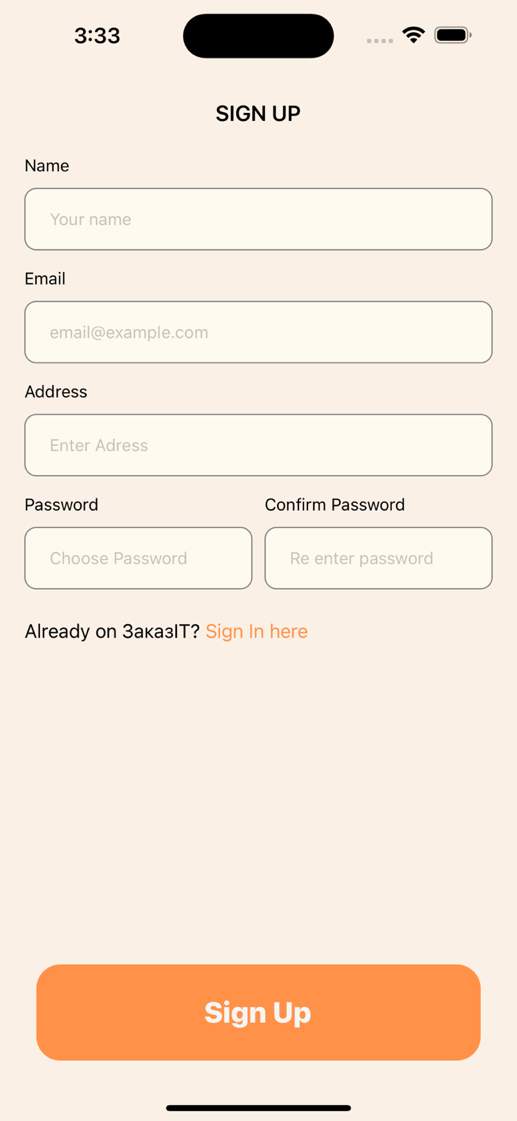 3:33
SIGN UP
Name
Your name
Email
email@example.com
Address
Enter Adress
Password Confirm Password
Choose Password Re enter password
Already on ЗаказIT? Sign In here
Sign Up